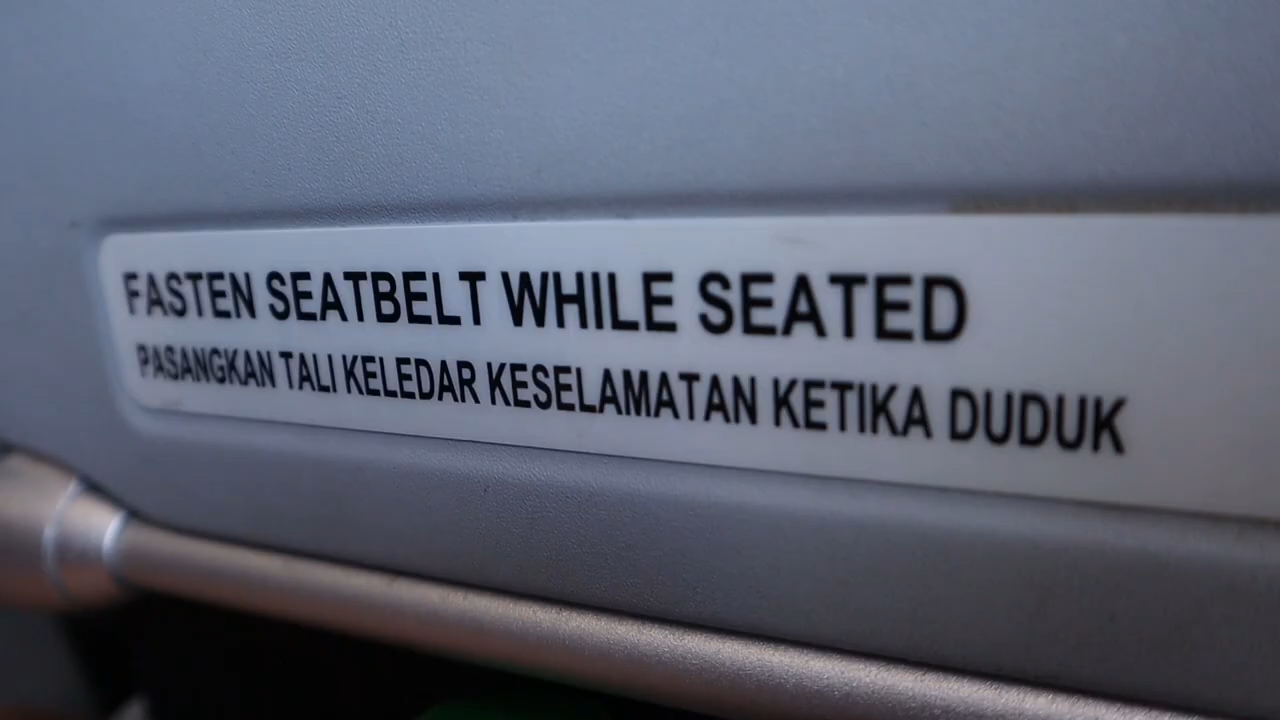 FASTEN SEATBELT WHILE SEATED
PASANGKAN TALI KELEDAR KESELAMATAN KETIKA DUDUK